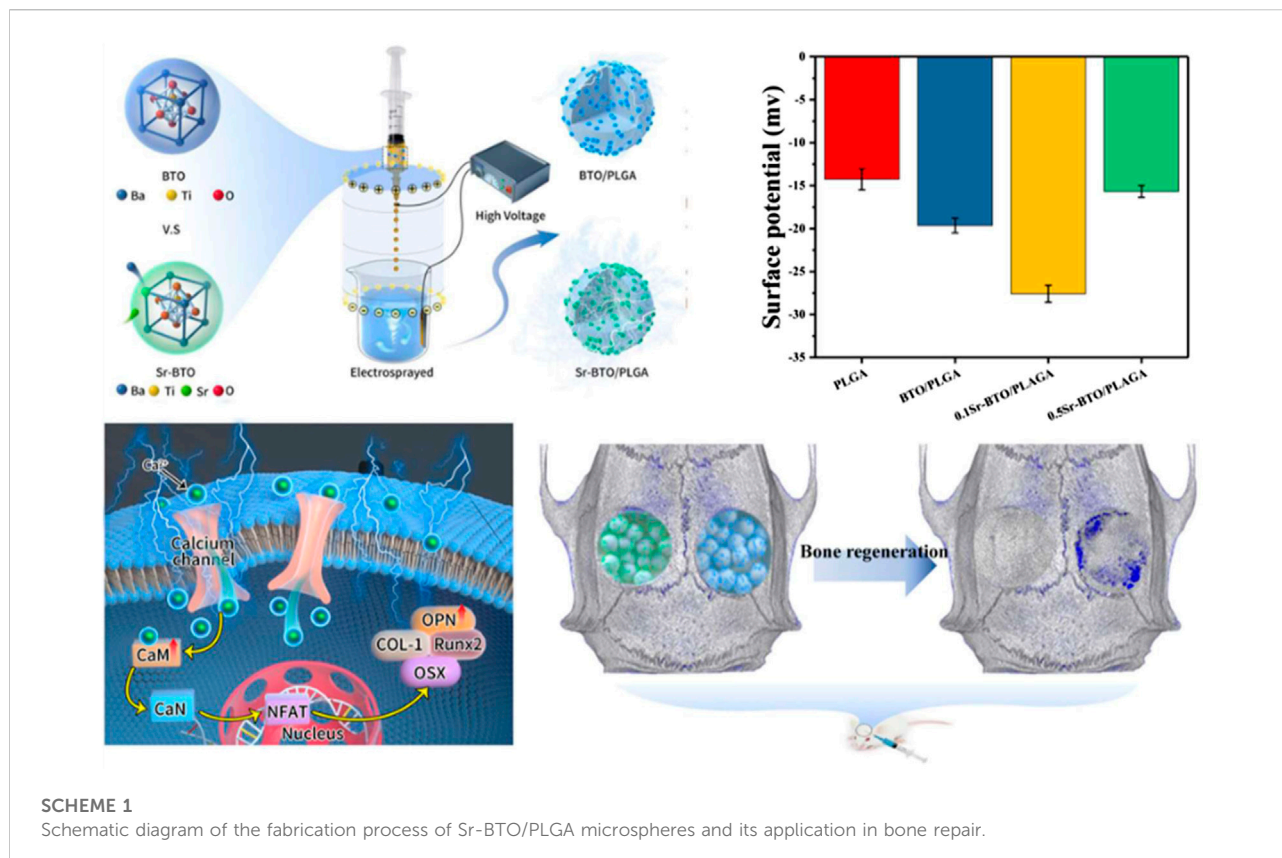 BTO
Ba Ti O
V.S
Sr-BTO
Ba Ti Sr O
High Voltage
Electrosprayed
BTO/PLGA
Sr-BTO/PLGA
Surface potential (mv)
0
-5
-10
-15
-20
-25
-30
-35
PLGA
BTO/PLGA
0.1Sr-BTO/PLAGA
0.5Sr-BTO/PLAGA
Calcium
channel
CaM
CaN
NFAT
Nucleus
OPN
COL-1 Runx2
OSX
Bone regeneration
SCHEME 1
Schematic diagram of the fabrication process of Sr-BTO/PLGA microspheres and its application in bone repair.